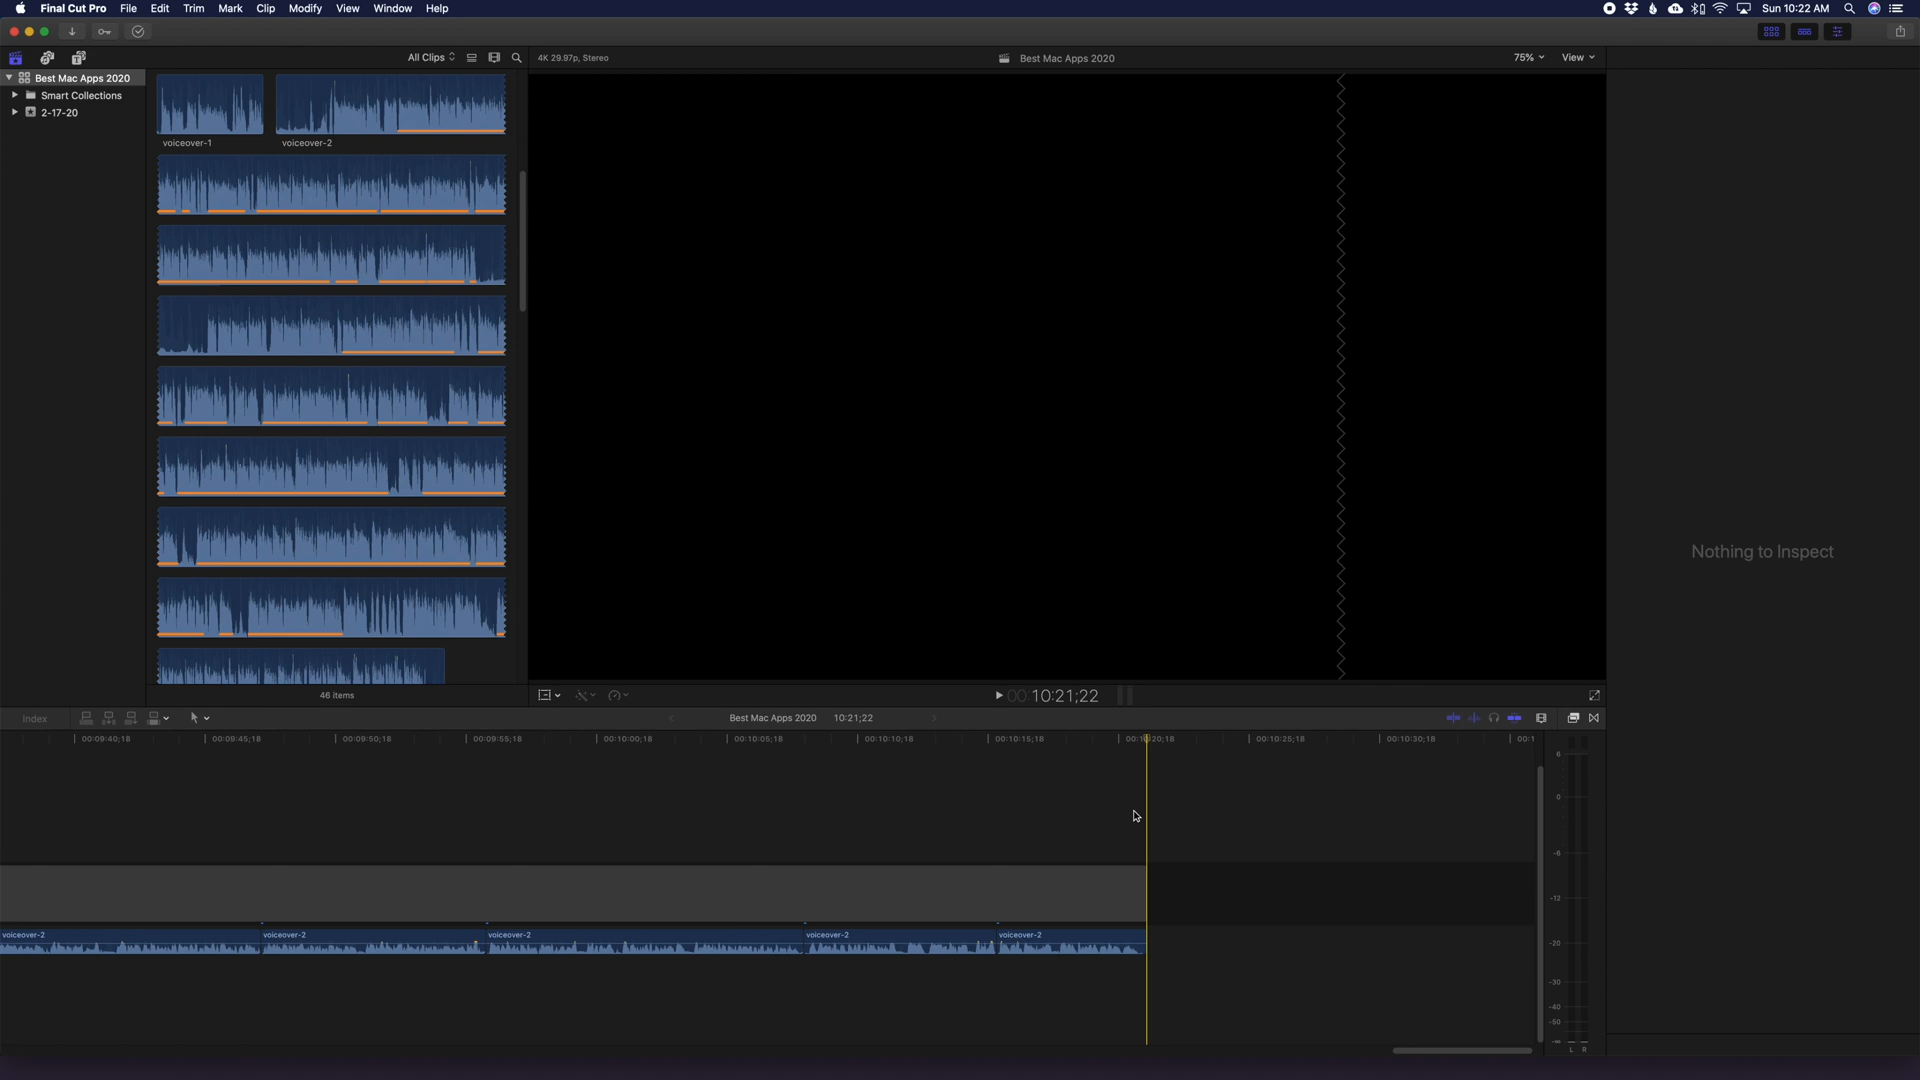 Final Cut Pro File Edit Trim Mark Clip Modify View Window Help
Sun 10:22 AM
All Clips
4K 29.97p, Stereo
Best Mac Apps 2020
75% View
Best Mac Apps 2020
Smart Collections
2-17-20
voiceover-1
voiceover-2
Nothing to Inspect
46 items
00:00:10:21;22
Index
Best Mac Apps 2020 10:21;22
00:09:40;18 00:09:45;18 00:09:50;18 00:09:55;18 00:10:00;18 00:10:05;18 00:10:10;18 00:10:15;18 00:10:20;18 00:10:25;18 00:10:30;18 00:1
6
0
-6
-12
-20
-30
-40
-50
-∞
L R
voiceover-2 voiceover-2 voiceover-2 voiceover-2 voiceover-2